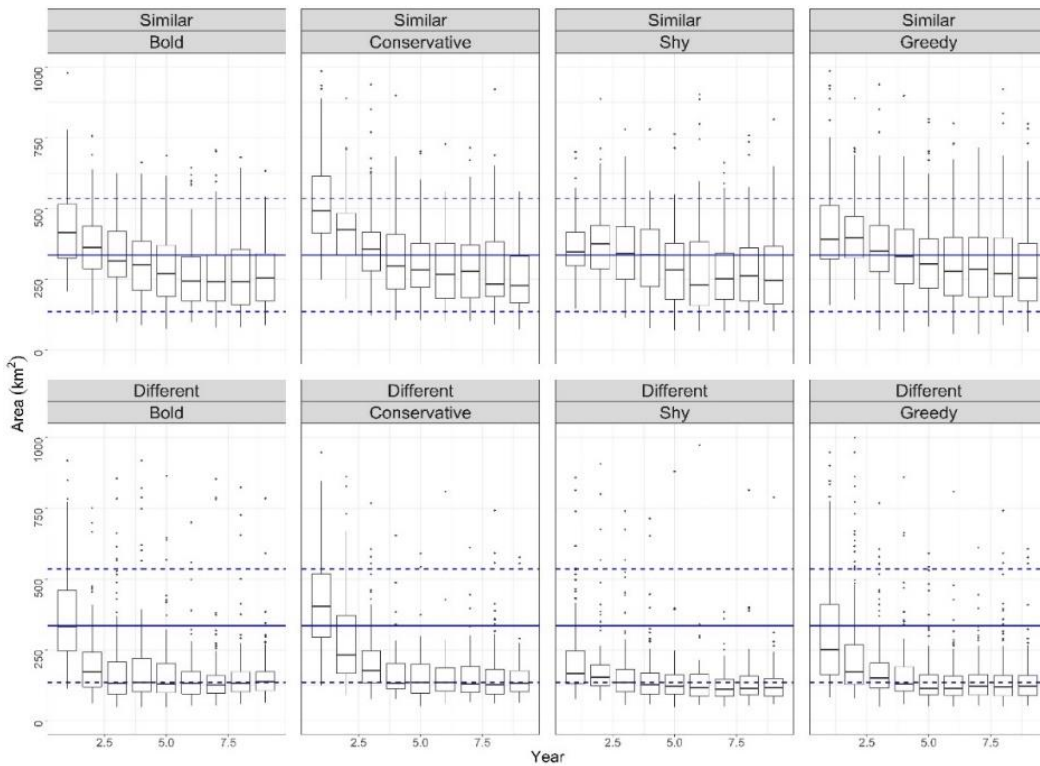 Similar Similar Similar Similar
Bold Conservative Shy Greedy
1000
750
500
250
0
Area (km²)
Different Different Different Different
Bold Conservative Shy Greedy
1000
750
500
250
0
2.5 5.0 7.5 2.5 5.0 7.5 2.5 5.0 7.5 2.5 5.0 7.5
Year